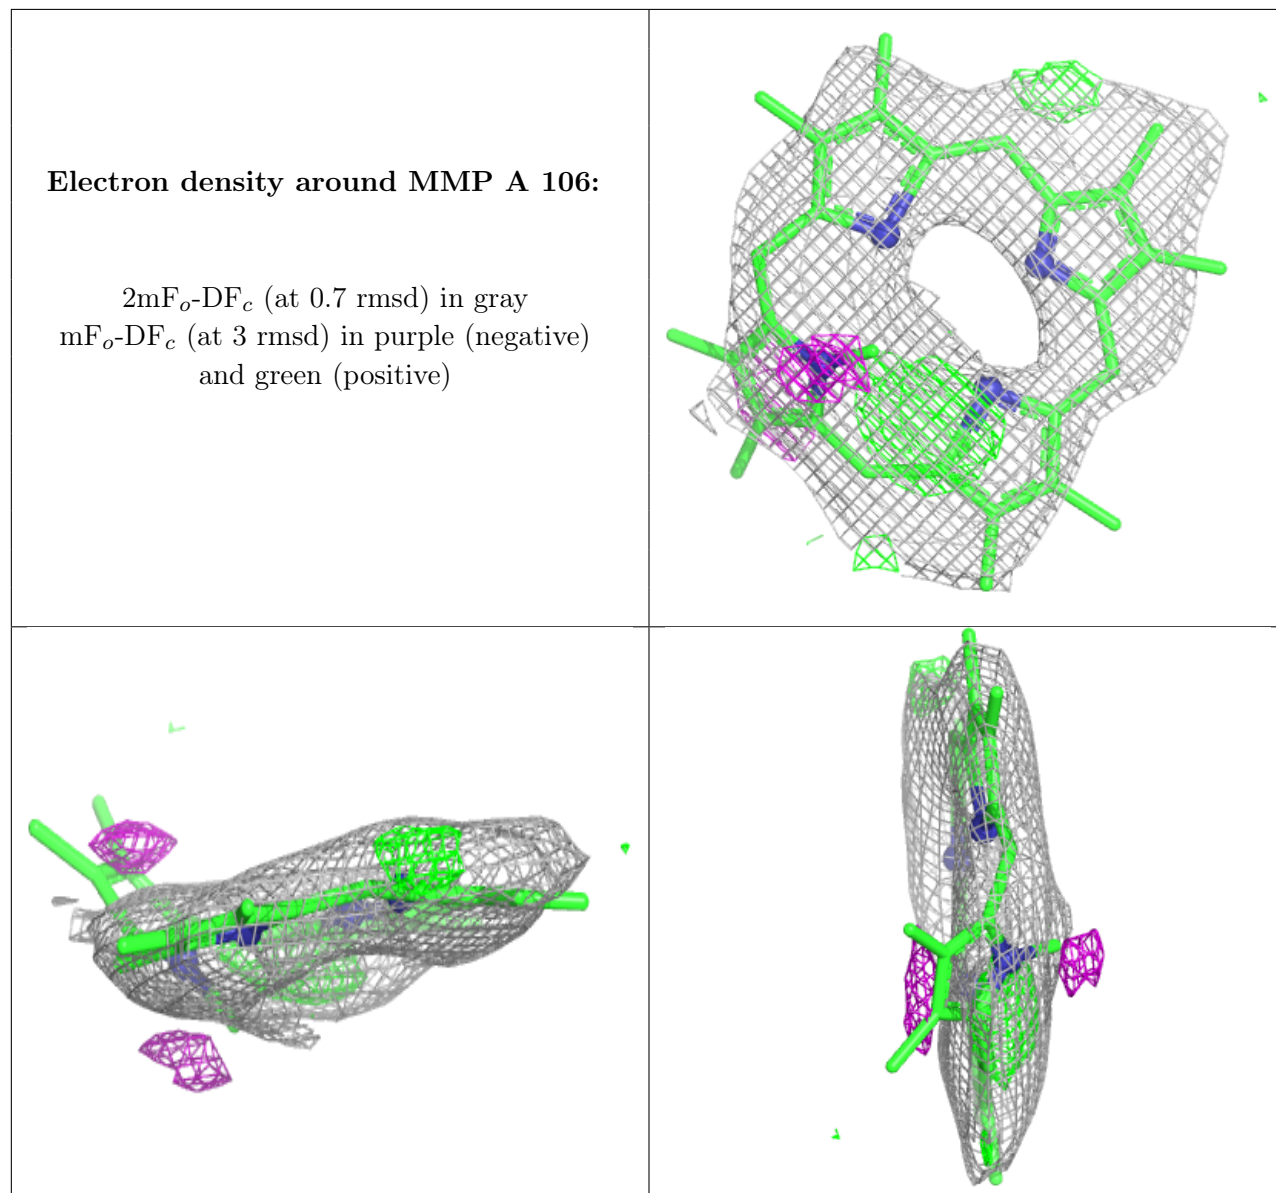 Electron density around MMP A 106:
2mFo-DFc (at 0.7 rmsd) in gray
mFo-DFc (at 3 rmsd) in purple (negative)
and green (positive)